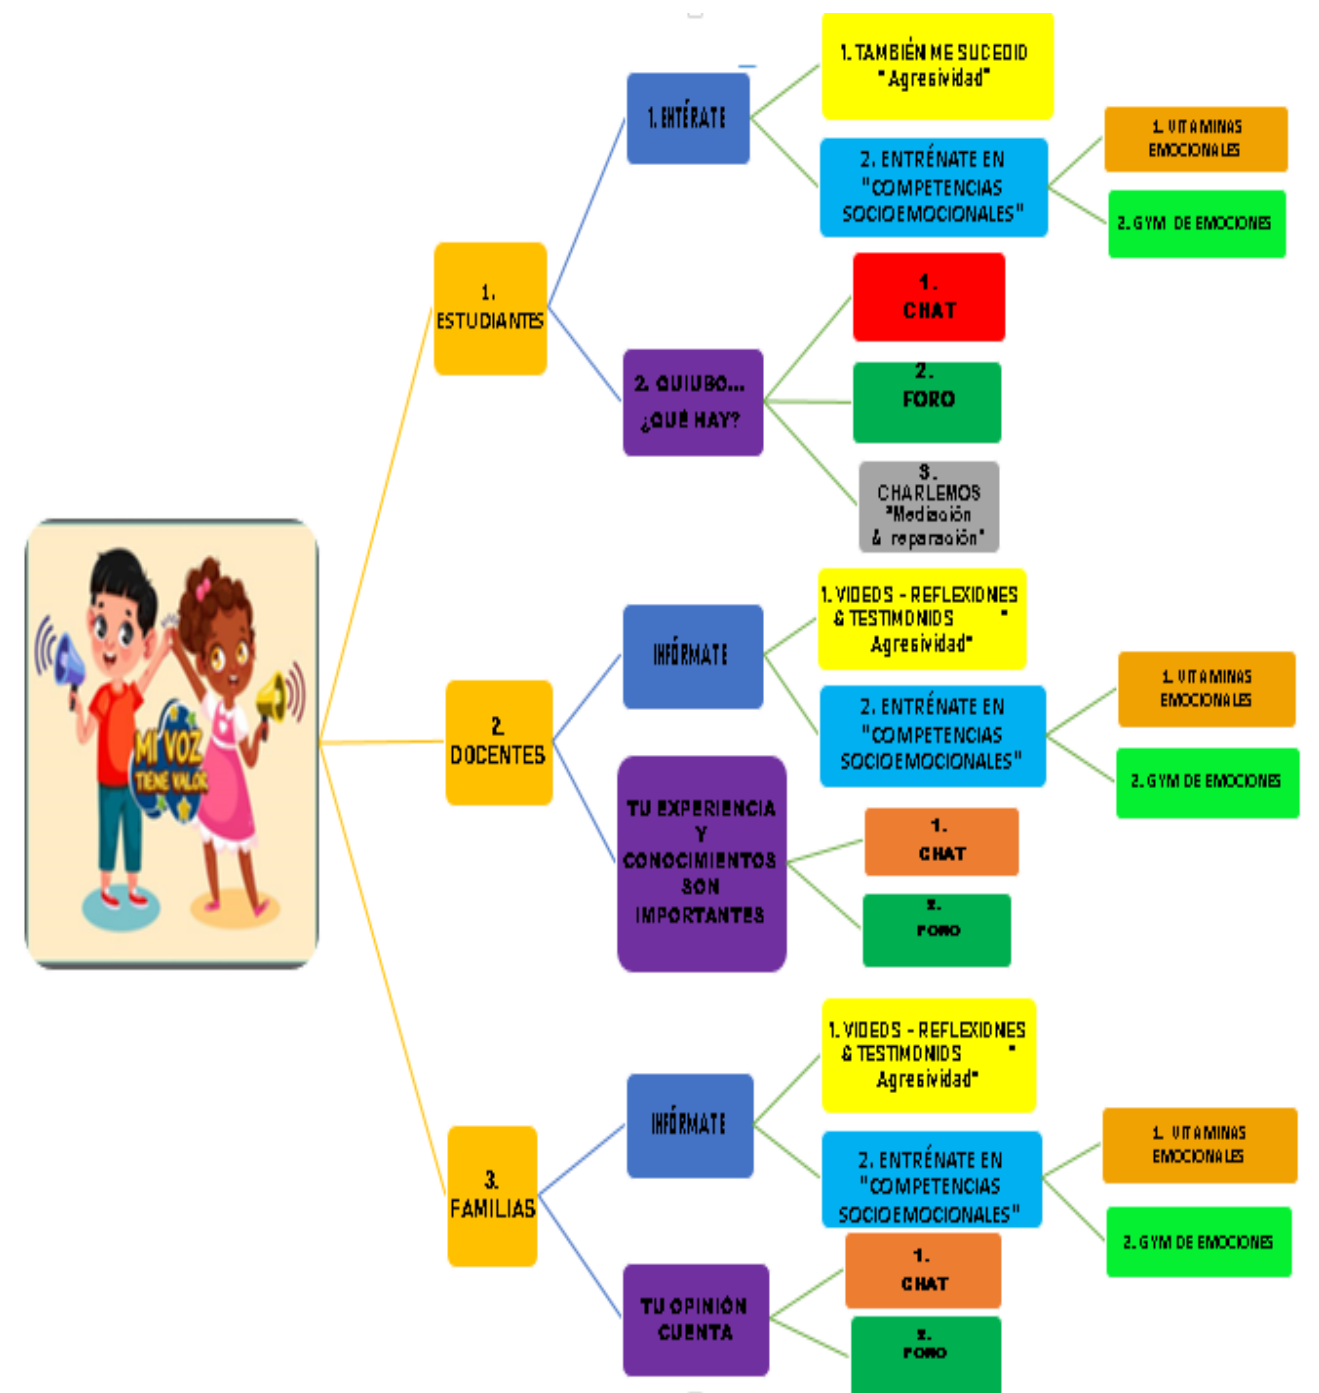 MI VOZ
TIENE VALOR
1.
ESTUDIANTES
1. ENTÉRATE
1. TAMBIÉN ME SUCEDIO
"Agresividad"
2. ENTRÉNATE EN
"COMPETENCIAS
SOCIOEMOCIONALES"
1. VITAMINAS
EMOCIONALES
2. GYM DE EMOCIONES
2. QUIUBO...
¿QUÉ HAY?
1.
CHAT
2.
FORO
3.
CHARLEMOS
"Mediación
& reparación"
2.
DOCENTES
INFÓRMATE
1. VIDEOS - REFLEXIONES
& TESTIMONIOS "
Agresividad"
2. ENTRÉNATE EN
"COMPETENCIAS
SOCIOEMOCIONALES"
1. VITAMINAS
EMOCIONALES
2. GYM DE EMOCIONES
TU EXPERIENCIA
Y
CONOCIMIENTOS
SON
IMPORTANTES
1.
CHAT
2.
FORO
3.
FAMILIAS
INFÓRMATE
1. VIDEOS - REFLEXIONES
& TESTIMONIOS "
Agresividad"
2. ENTRÉNATE EN
"COMPETENCIAS
SOCIOEMOCIONALES"
1. VITAMINAS
EMOCIONALES
2. GYM DE EMOCIONES
TU OPINIÓN
CUENTA
1.
CHAT
2.
FORO